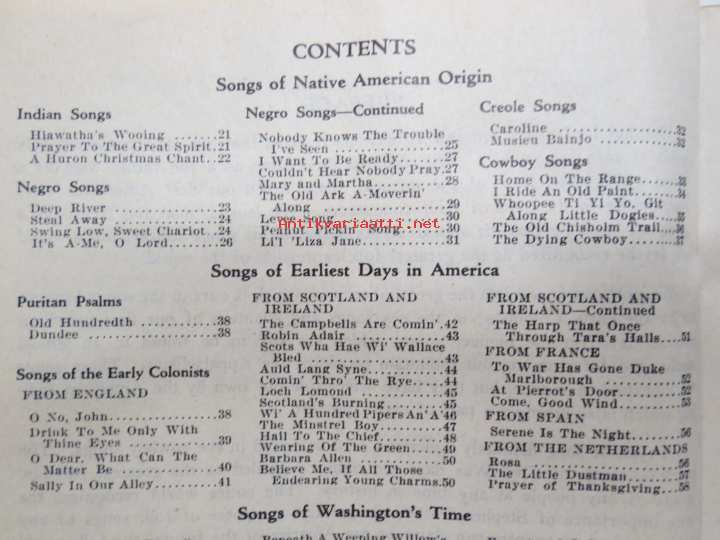 CONTENTS
Songs of Native American Origin
Indian Songs
Hiawatha's Wooing ......21
Prayer To The Great Spirit.21
A Huron Christmas Chant..22
Negro Songs
Deep River ..............23
Steal Away ..............24
Swing Low, Sweet Chariot .24
It's A-Me, O Lord........26
Negro Songs—Continued
Nobody Knows The Trouble
I've Seen ...............25
I Want To Be Ready.......27
Couldn't Hear Nobody Pray.27
Mary and Martha..........28
The Old Ark A-Moverin'
Along ...................29
Levee Song...............30
Peanut Pickin' Song......30
Li'l 'Liza Jane..........31
Creole Songs
Caroline ................32
Musieu Bainjo ...........32
Cowboy Songs
Home On The Range........33
I Ride An Old Paint......34
Whoopee Ti Yi Yo, Git
Along Little Dogies......35
The Old Chisholm Trail...36
The Dying Cowboy.........37
Antikvariaatti.net
Songs of Earliest Days in America
Puritan Psalms
Old Hundredth ...........38
Dundee ..................38
Songs of the Early Colonists
FROM ENGLAND
O No, John...............38
Drink To Me Only With
Thine Eyes ..............39
O Dear, What Can The
Matter Be ...............40
Sally In Our Alley.......41
FROM SCOTLAND AND
IRELAND
The Campbells Are Comin'.42
Robin Adair .............43
Scots Wha Hae Wi' Wallace
Bled ....................43
Auld Lang Syne...........44
Comin' Thro' The Rye.....44
Loch Lomond .............45
Scotland's Burning.......45
Wi' A Hundred Pipers An' A'46
The Minstrel Boy.........47
Hail To The Chief........48
Wearing Of The Green.....49
Barbara Allen ...........50
Believe Me, If All Those
Endearing Young Charms.50
FROM SCOTLAND AND
IRELAND—Continued
The Harp That Once
Through Tara's Halls....51
FROM FRANCE
To War Has Gone Duke
Marlborough .............52
At Pierrot's Door........52
Come, Good Wind..........53
FROM SPAIN
Serene Is The Night......56
FROM THE NETHERLANDS
Rosa ....................56
The Little Dustman.......57
Prayer of Thanksgiving...58
Songs of Washington's Time
Beneath A Weeping Willow's